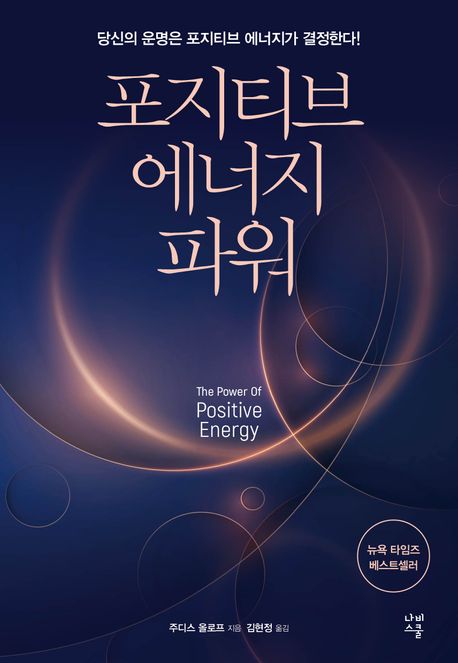 당신의 운명은 포지티브 에너지가 결정한다!
포지티브
에너지
파워
The Power Of
Positive
Energy
뉴욕 타임즈
베스트셀러
주디스 올로프 지음 김현정 옮김
나비
스쿨